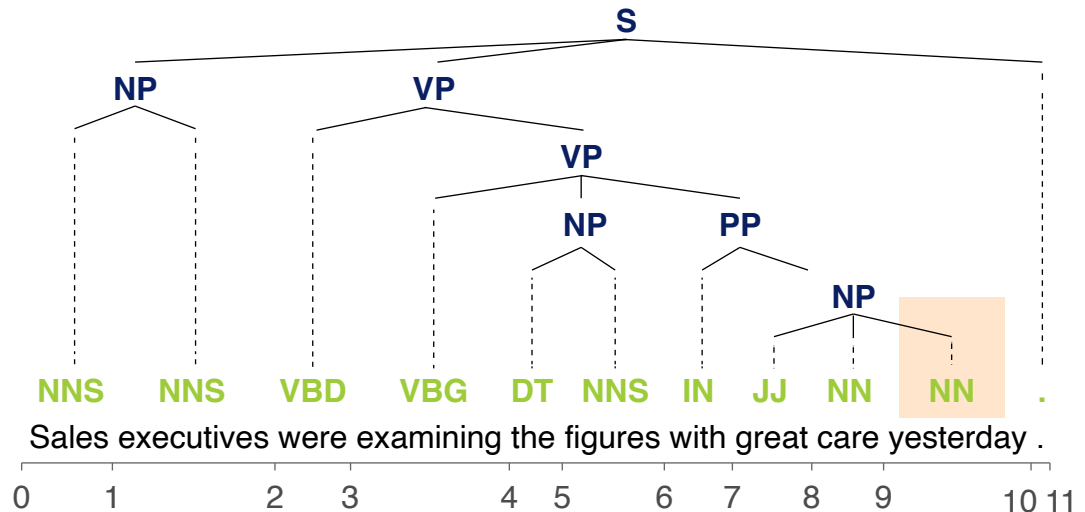 S
NP VP
VP
NP PP
NP
NNS NNS VBD VBG DT NNS IN JJ NN NN .
Sales executives were examining the figures with great care yesterday .
0 1 2 3 4 5 6 7 8 9 10 11